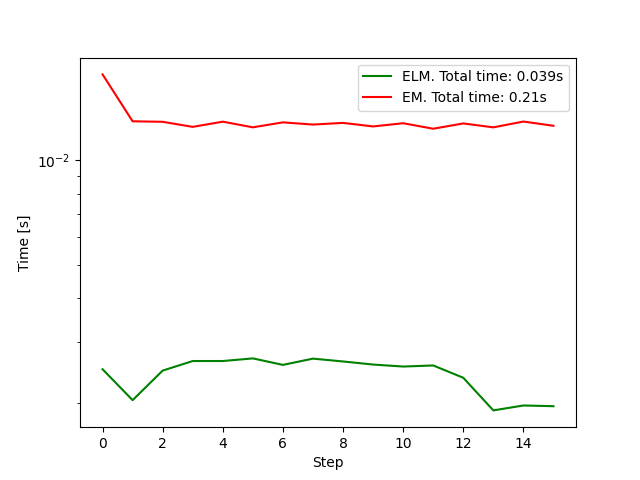 ELM. Total time: 0.039s
EM. Total time: 0.21s
10⁻²
Time [s]
0 2 4 6 8 10 12 14
Step